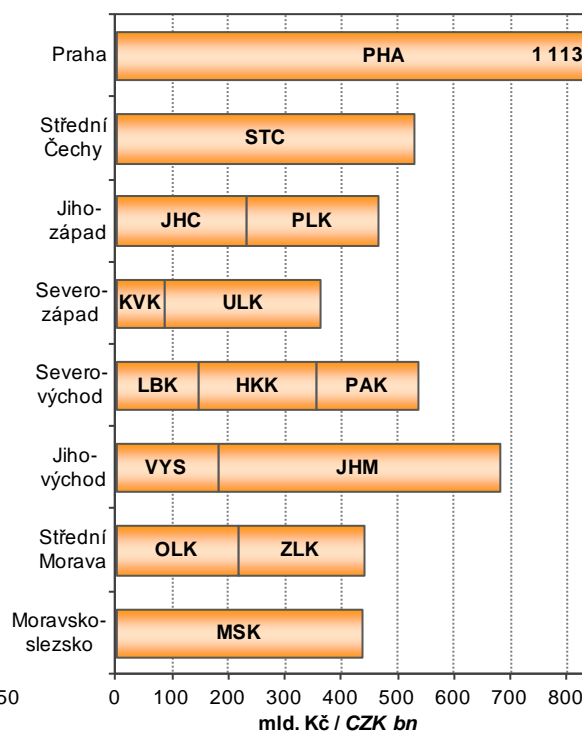 Praha
PHA
1 113
Střední
Čechy
STC
Jiho-
západ
JHC
PLK
Severo-
západ
KVK
ULK
Severo-
východ
LBK
HKK
PAK
Jiho-
východ
VYS
JHM
Střední
Morava
OLK
ZLK
Moravsko-
slezsko
MSK
50
0 100 200 300 400 500 600 700 800
mld. Kč / CZK bn